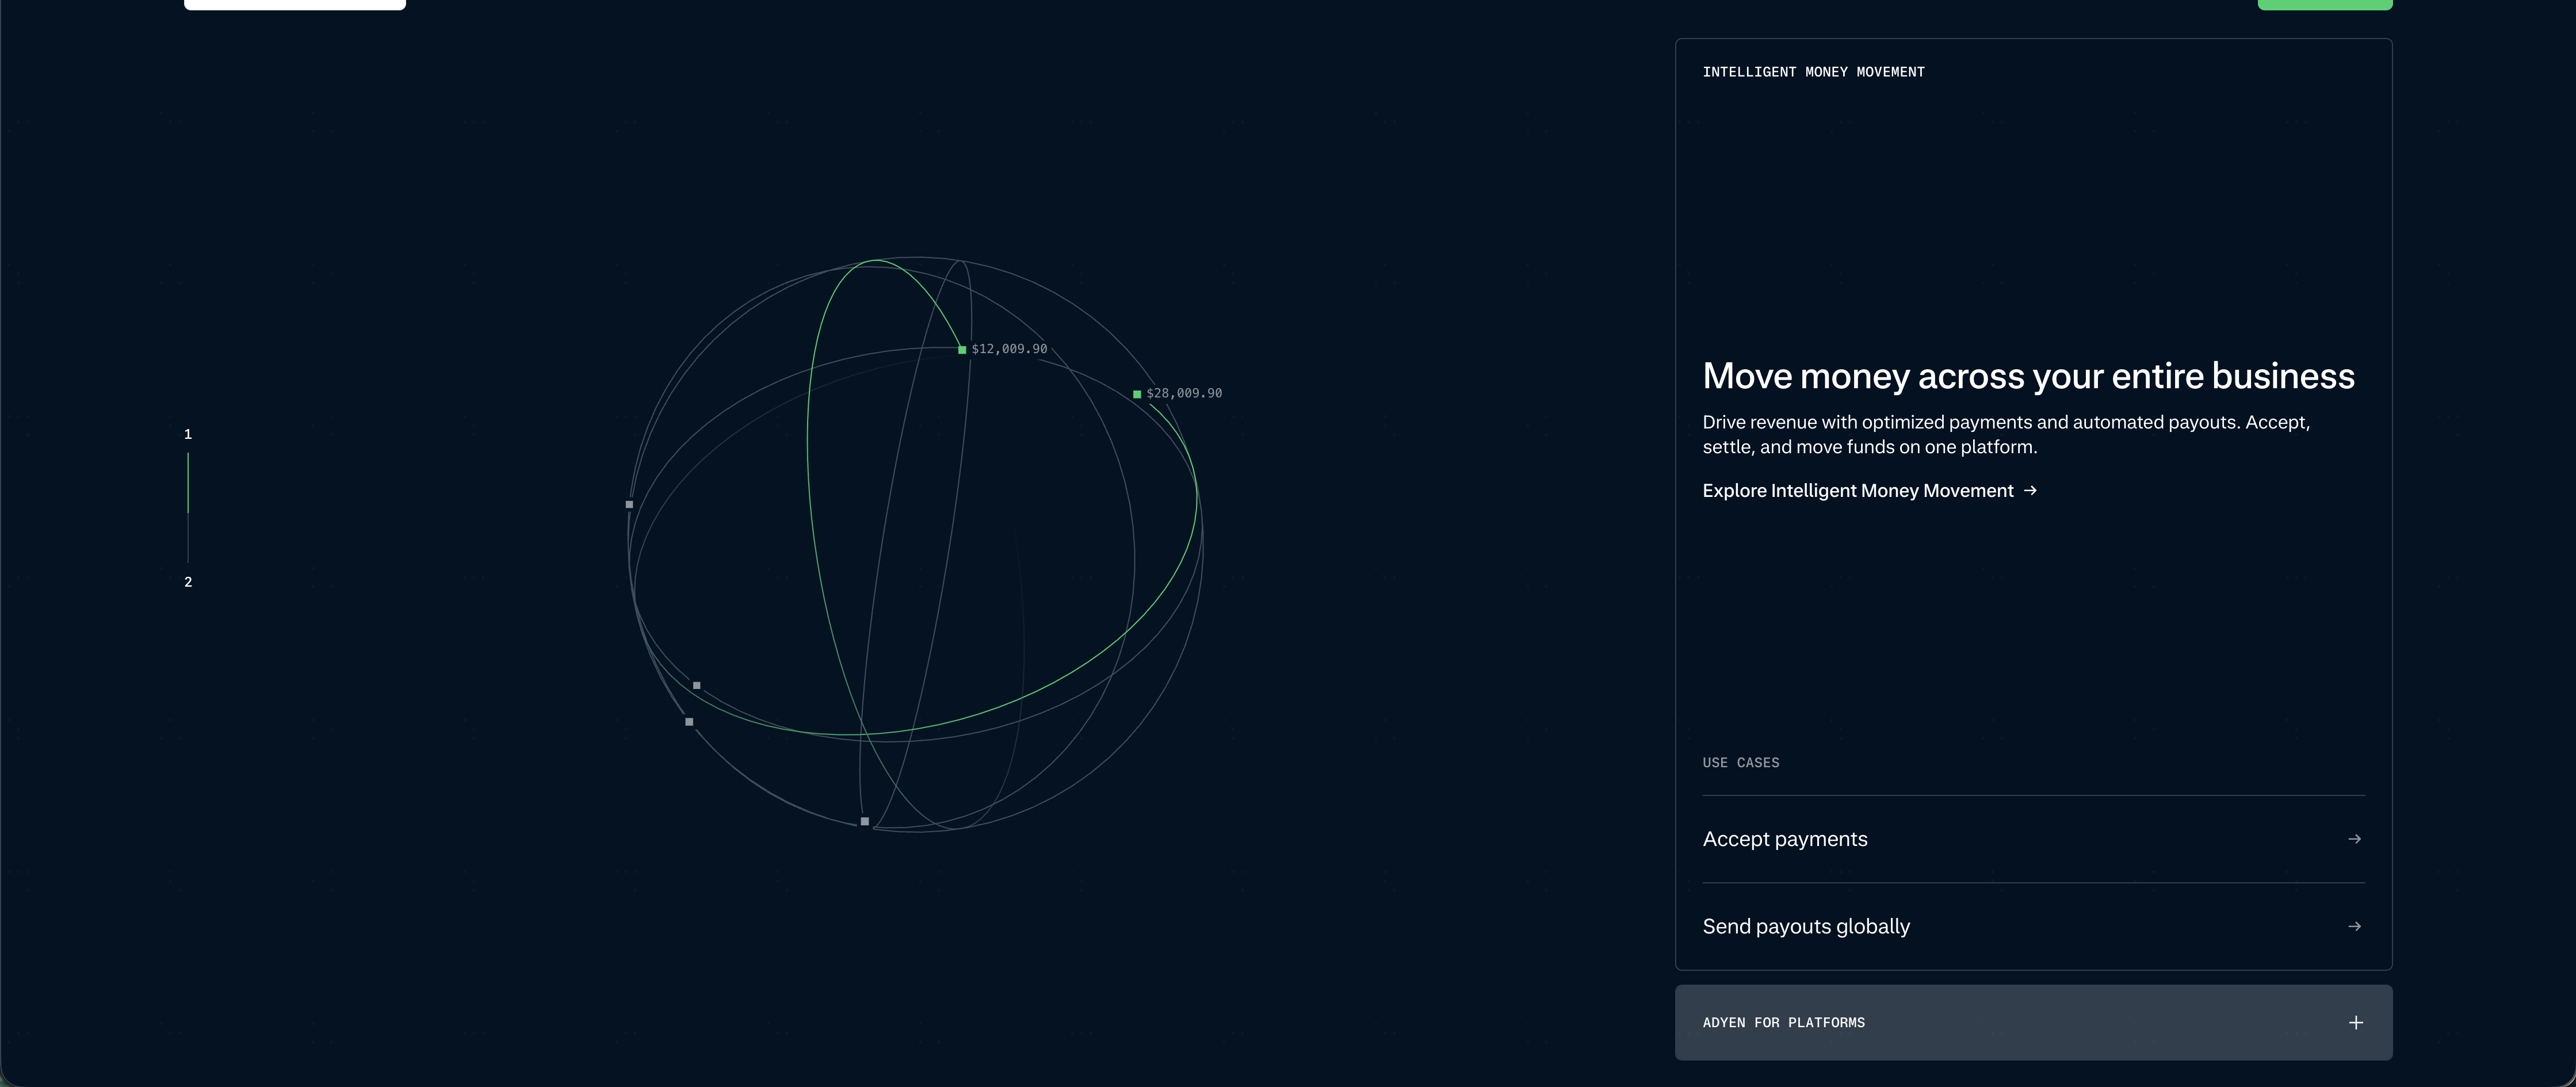 INTELLIGENT MONEY MOVEMENT
$12,009.90
$28,009.90
1
2
Move money across your entire business
Drive revenue with optimized payments and automated payouts. Accept,
settle, and move funds on one platform.
Explore Intelligent Money Movement →
USE CASES
Accept payments →
Send payouts globally →
ADYEN FOR PLATFORMS +